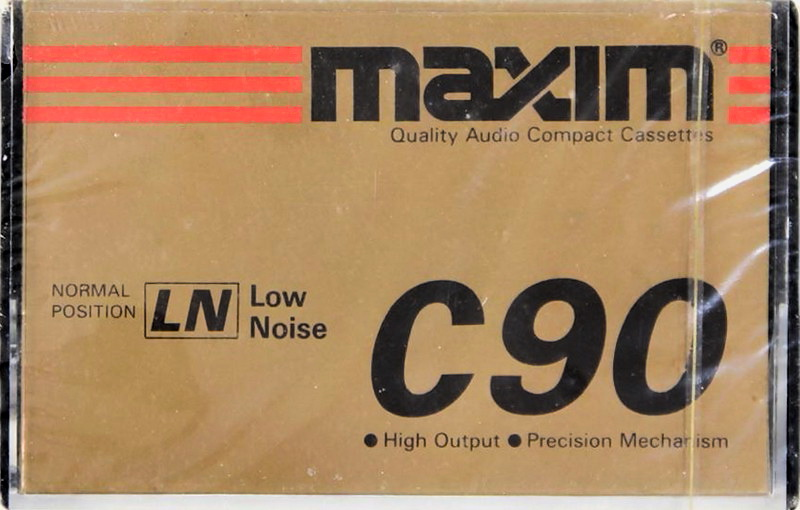 maxim®
Quality Audio Compact Cassettes
NORMAL
POSITION
LN
Low
Noise
C90
● High Output ● Precision Mechanism